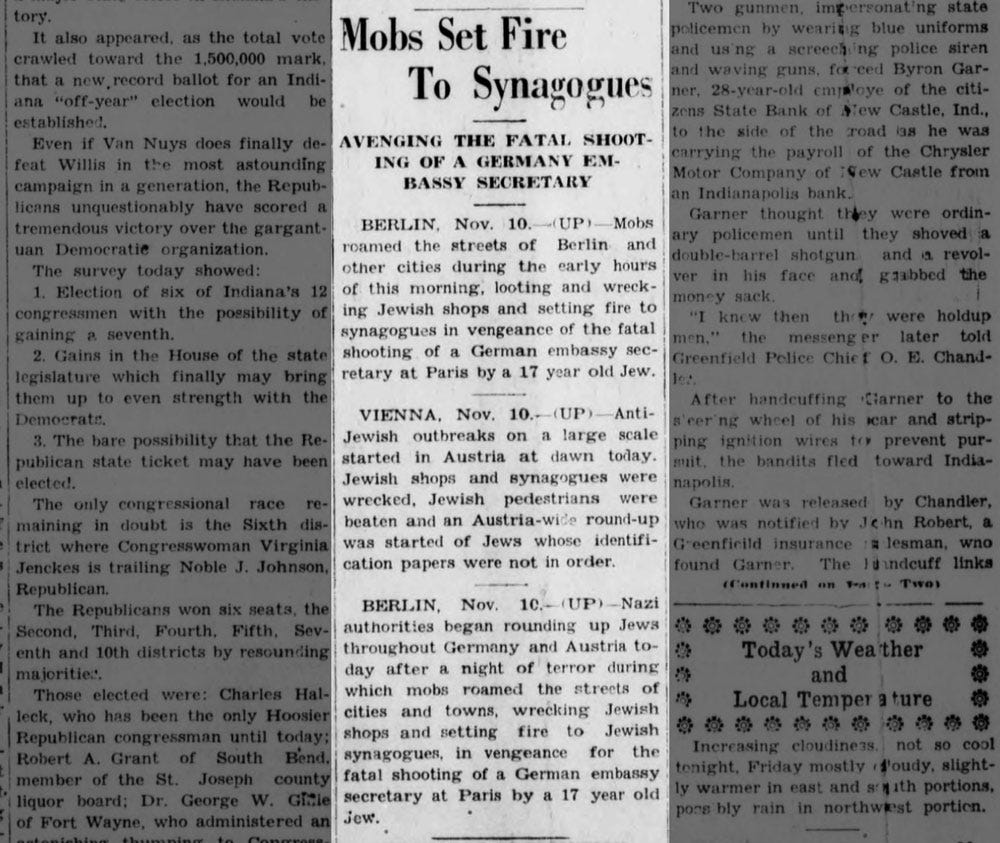 tory.
It also appeared, as the total vote
crawled toward the 1,500,000 mark,
that a new record ballot for an Indi-
ana "off-year" election would be
established.
Even if Van Nuys does finally de-
feat Willis in the most astounding
campaign in a generation, the Repub-
licans unquestionably have scored a
tremendous victory over the gargant-
uan Democratic organization.
The survey today showed:
1. Election of six of Indiana's 12
congressmen with the possibility of
gaining a seventh.
2. Gains in the House of the state
legislature which finally may bring
them up to even strength with the
Democrats.
3. The bare possibility that the Re-
publican state ticket may have been
elected.
The only congressional race re-
maining in doubt is the Sixth dis-
trict where Congresswoman Virginia
Jenckes is trailing Noble J. Johnson,
Republican.
The Republicans won six seats, the
Second, Third, Fourth, Fifth, Sev-
enth and 10th districts by resounding
majorities.
Those elected were: Charles Hal-
leck, who has been the only Hoosier
Republican congressman until today;
Robert A. Grant of South Bend,
member of the St. Joseph county
liquor board; Dr. George W. Gillie
of Fort Wayne, who administered an
astonishing thumping to Congress-
Mobs Set Fire
To Synagogues
AVENGING THE FATAL SHOOT-
ING OF A GERMANY EM-
BASSY SECRETARY
BERLIN, Nov. 10.—(UP)—Mobs
roamed the streets of Berlin and
other cities during the early hours
of this morning, looting and wreck-
ing Jewish shops and setting fire to
synagogues in vengeance of the fatal
shooting of a German embassy sec-
retary at Paris by a 17 year old Jew.
VIENNA, Nov. 10.—(UP)—Anti-
Jewish outbreaks on a large scale
started in Austria at dawn today.
Jewish shops and synagogues were
wrecked, Jewish pedestrians were
beaten and an Austria-wide round-up
was started of Jews whose identifi-
cation papers were not in order.
BERLIN, Nov. 10.—(UP)—Nazi
authorities began rounding up Jews
throughout Germany and Austria to-
day after a night of terror during
which mobs roamed the streets of
cities and towns, wrecking Jewish
shops and setting fire to Jewish
synagogues, in vengeance for the
fatal shooting of a German embassy
secretary at Paris by a 17 year old
Jew.
Two gunmen, impersonating state
policemen by wearing blue uniforms
and using a screeching police siren
and waving guns, forced Byron Gar-
ner, 28-year-old employe of the citi-
zens State Bank of New Castle, Ind.,
to the side of the road as he was
carrying the payroll of the Chrysler
Motor Company of New Castle from
an Indianapolis bank.
Garner thought they were ordin-
ary policemen until they shoved a
double-barrel shotgun and a revol-
ver in his face and grabbed the
money sack.
"I knew then they were holdup
men," the messenger later told
Greenfield Police Chief O. E. Chand-
ler.
After handcuffing Garner to the
steering wheel of his car and strip-
ping ignition wires to prevent pur-
suit, the bandits fled toward India-
napolis.
Garner was released by Chandler,
who was notified by John Robert, a
Greenfield insurance salesman, who
found Garner. The handcuff links
(Continued on Page Two)
Today's Weather
and
Local Temperature
Increasing cloudiness, not so cool
tonight, Friday mostly cloudy, slight-
ly warmer in east and south portions,
possbly rain in northwest portion.